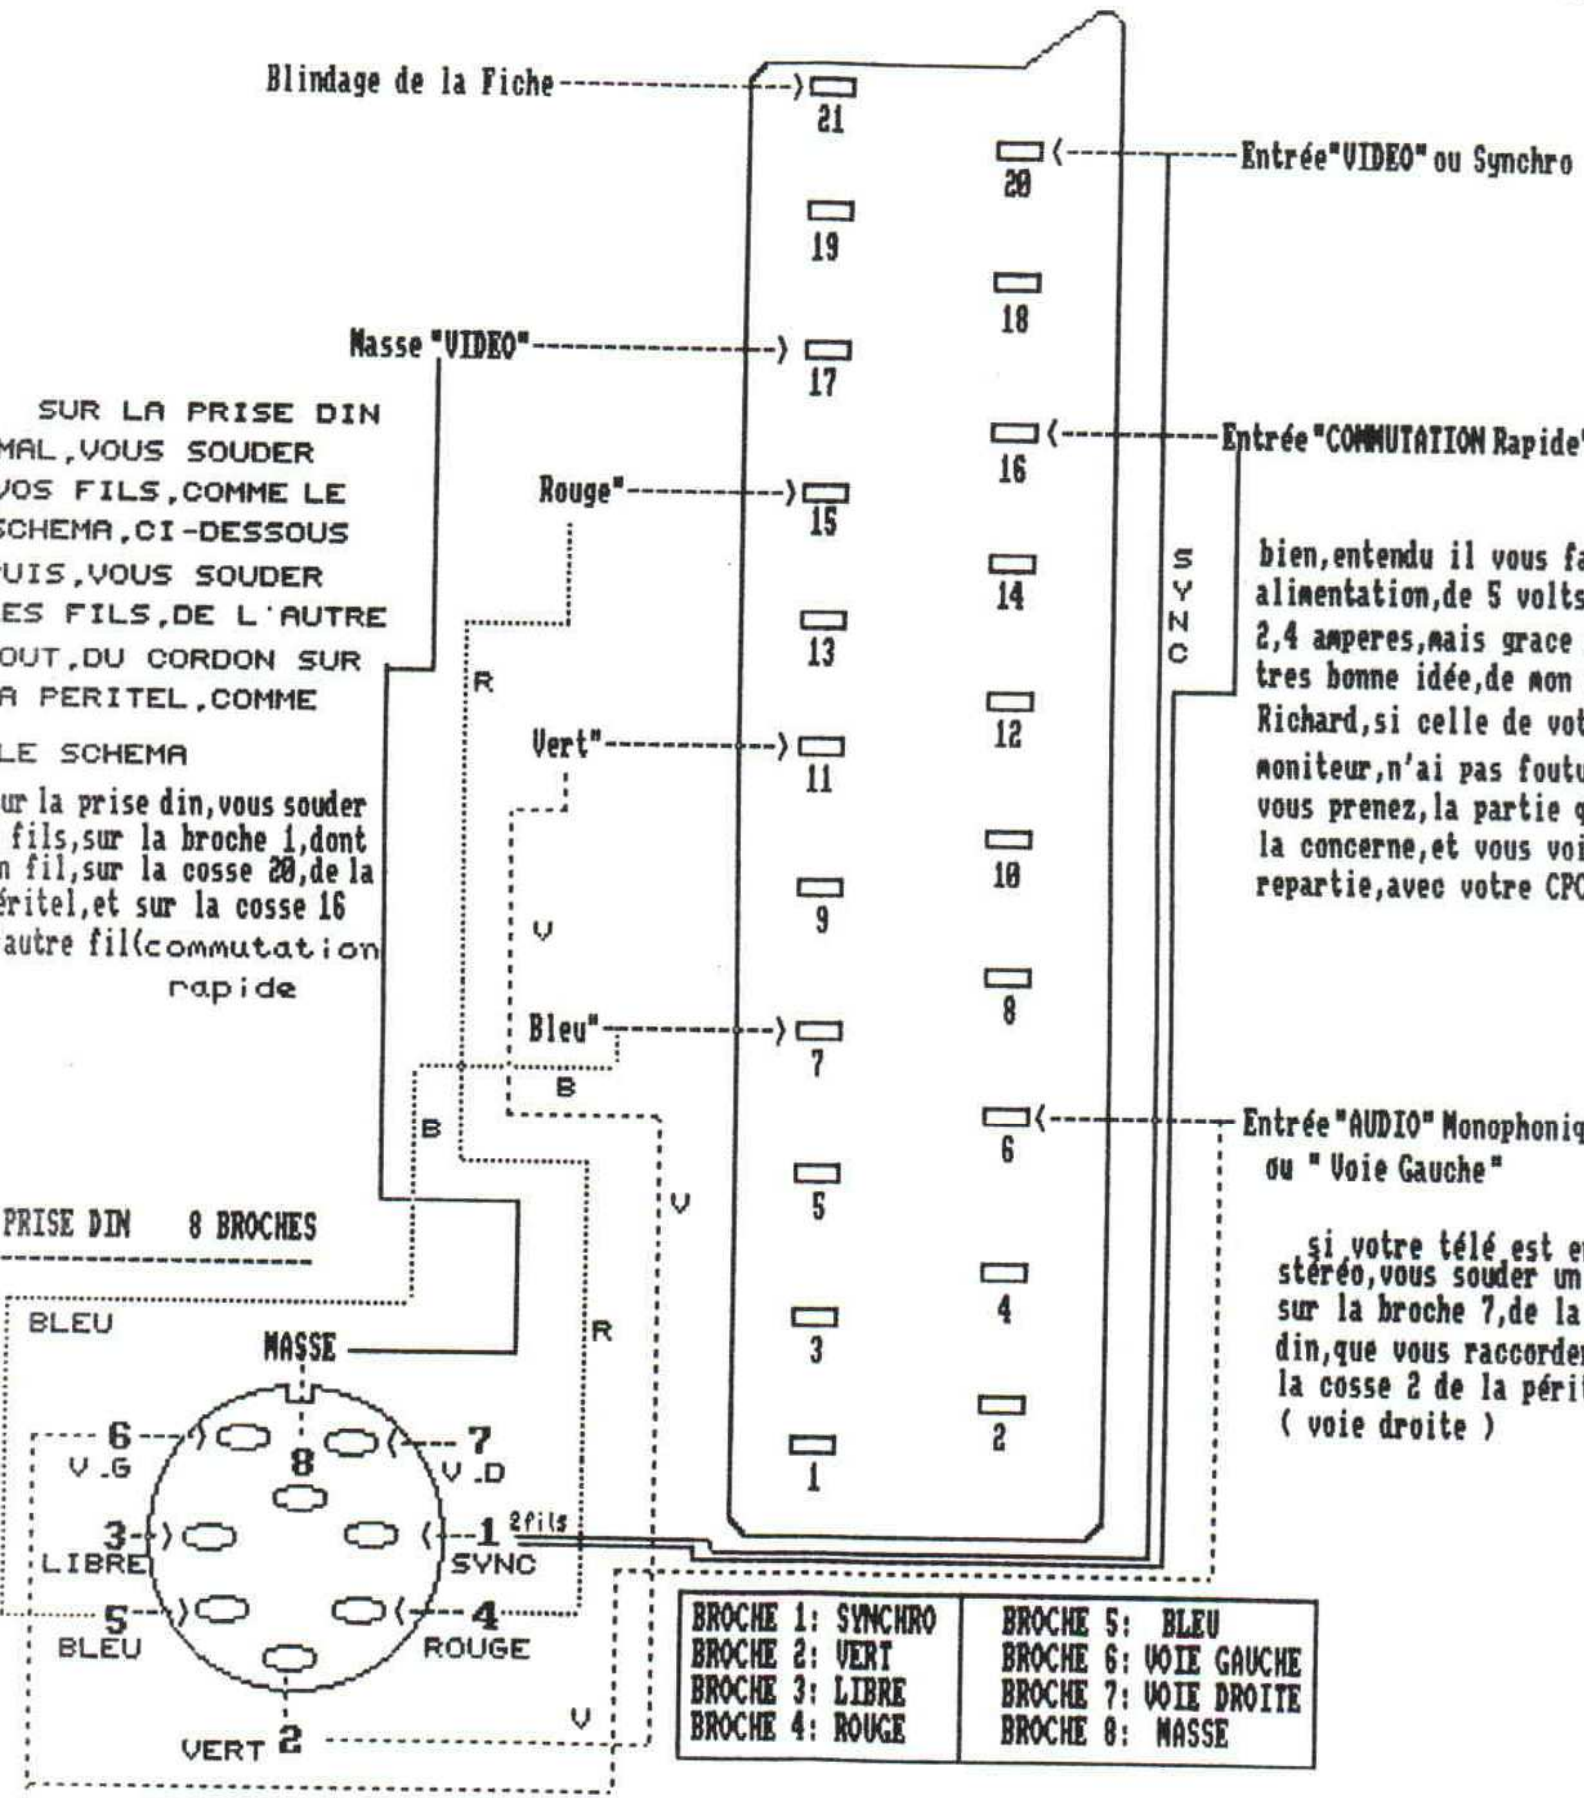 Blindage de la Fiche
21
Entrée"VIDEO" ou Synchro
20
19
18
Masse "VIDEO"
17
Entrée"COMMUTATION Rapide"
16
Rouge"
15
14
13
12
Vert"
11
10
9
8
Bleu"
7
Entrée"AUDIO" Monophoniq
ou " Voie Gauche"
6
5
4
3
2
1
SUR LA PRISE DIN
MAL,VOUS SOUDER
VOS FILS,COMME LE
SCHEMA,CI-DESSOUS
PUIS,VOUS SOUDER
LES FILS,DE L'AUTRE
BOUT,DU CORDON SUR
LA PERITEL,COMME
LE SCHEMA
ur la prise din,vous souder
fils,sur la broche 1,dont
n fil,sur la cosse 20,de la
éritel,et sur la cosse 16
autre fil(commutation
rapide
SYNC
bien,entendu il vous fa
alimentation,de 5 volts
2,4 amperes,mais grace
tres bonne idée,de mon
Richard,si celle de vot
moniteur,n'ai pas foutu
vous prenez,la partie q
la concerne,et vous voi
repartie,avec votre CPC
si votre télé est en
stéréo,vous souder un
sur la broche 7,de la
din,que vous raccorder
la cosse 2 de la périt
( voie droite )
R
V
B
B
V
R
V
PRISE DIN 8 BROCHES
BLEU
MASSE
6
V.G
8
7
V.D
3
LIBRE
1
SYNC
2fils
5
BLEU
4
ROUGE
VERT 2
BROCHE 1: SYNCHRO
BROCHE 2: VERT
BROCHE 3: LIBRE
BROCHE 4: ROUGE
BROCHE 5: BLEU
BROCHE 6: VOIE GAUCHE
BROCHE 7: VOIE DROITE
BROCHE 8: MASSE